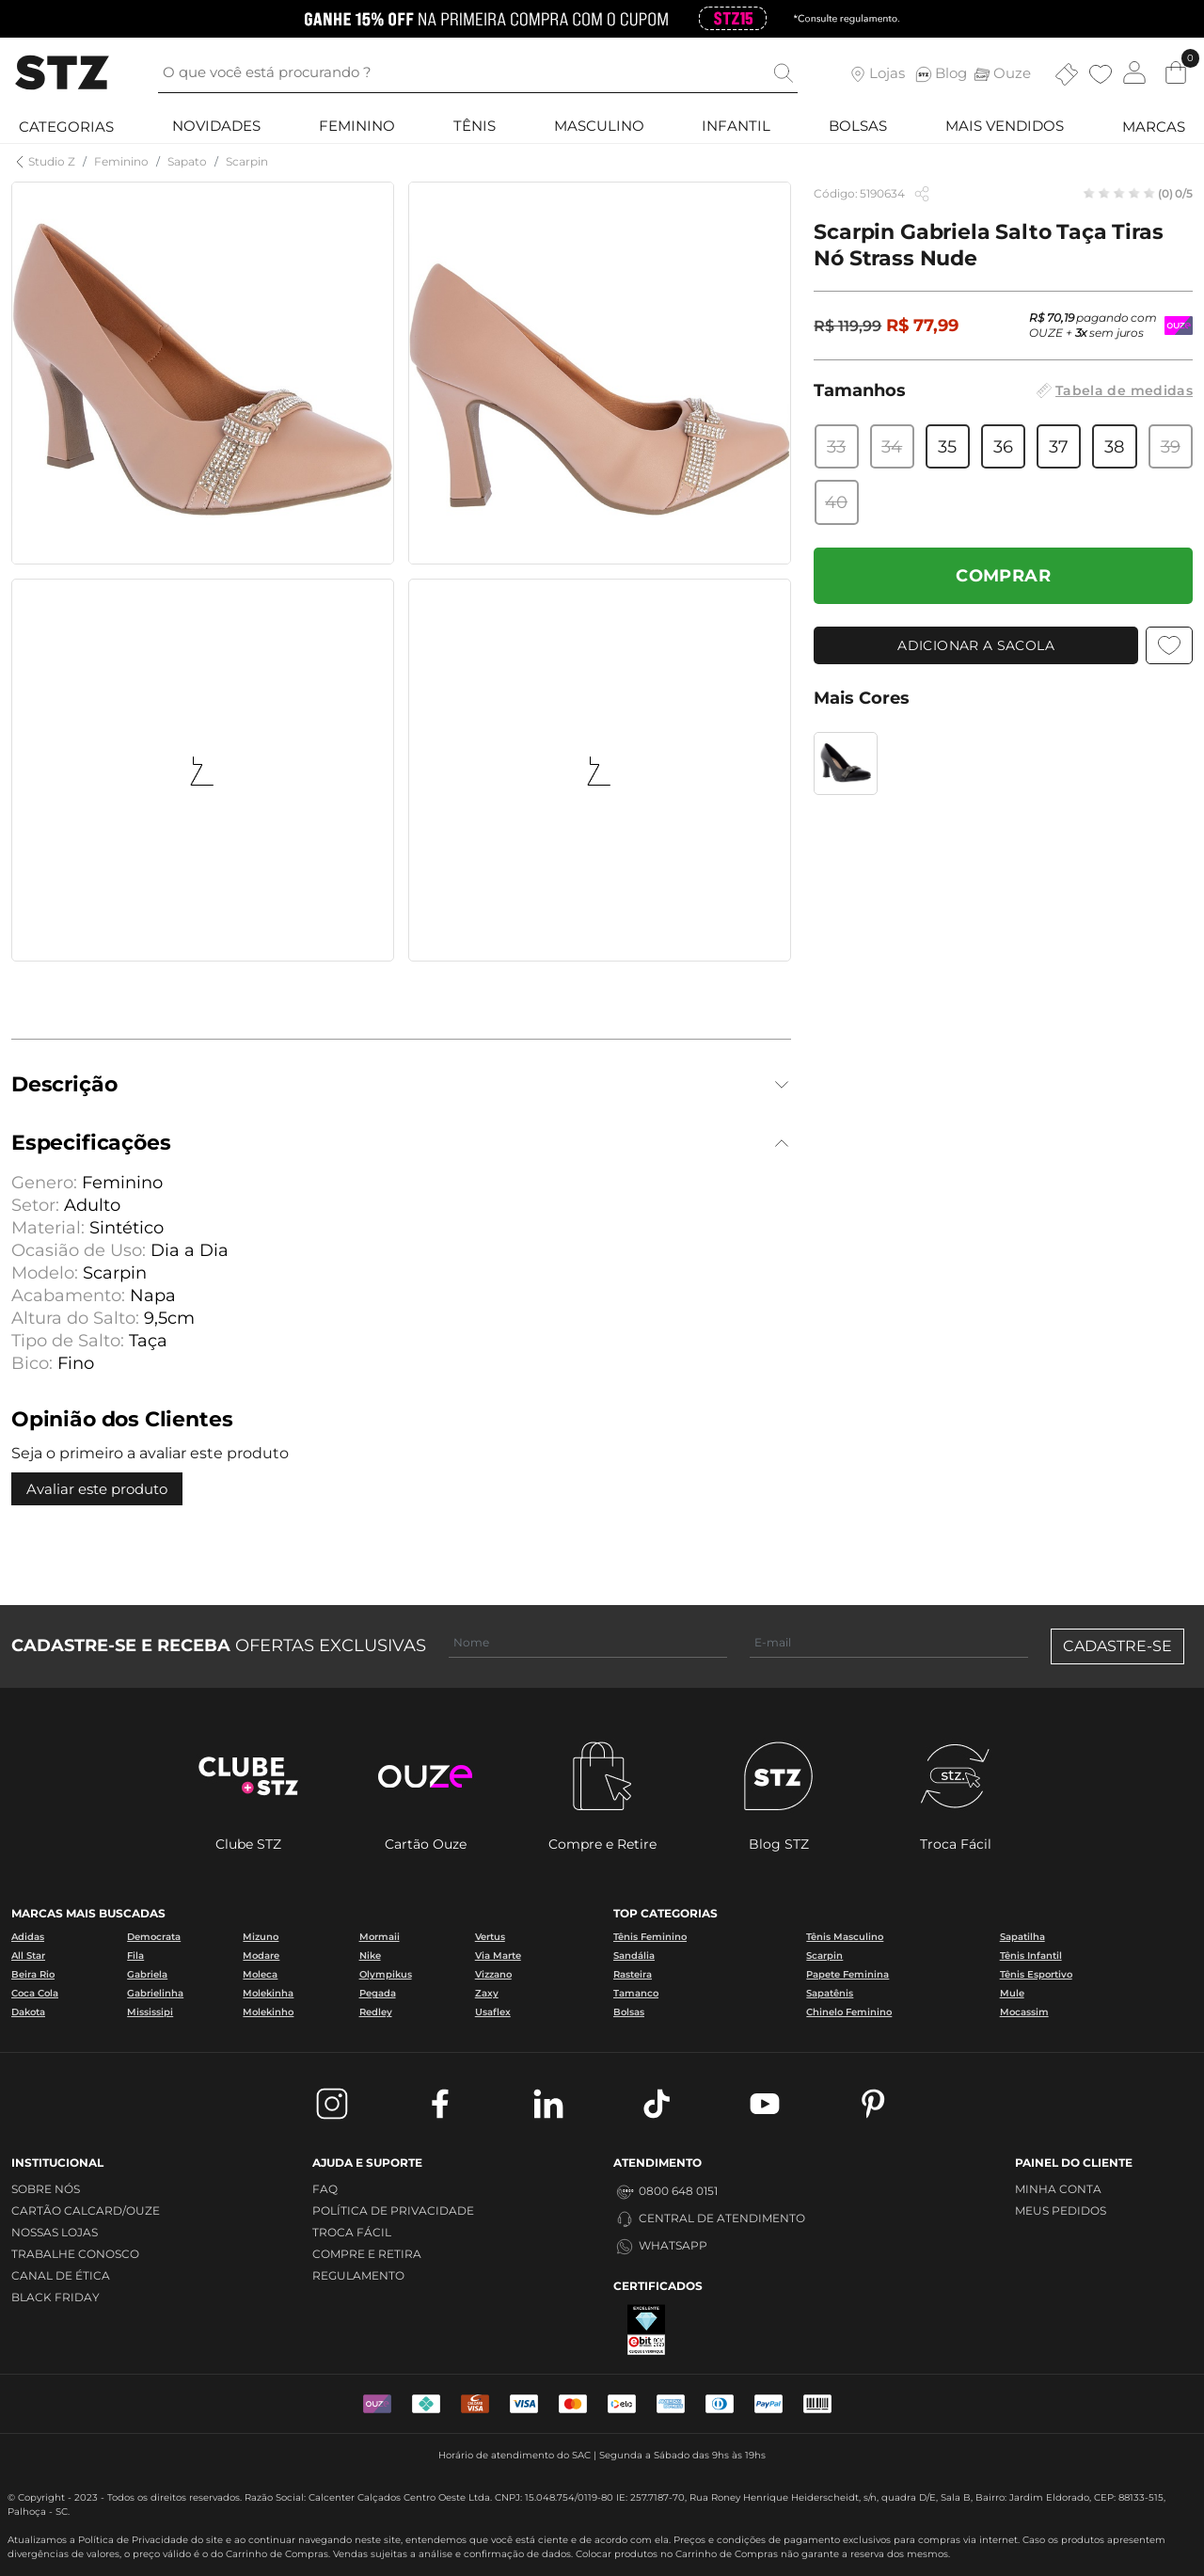 GANHE 15% OFF NA PRIMEIRA COMPRA COM O CUPOM STZ15 *Consulte regulamento.
STZ
O que você está procurando ?
Lojas
STZ Blog
Ouze
0
CATEGORIAS NOVIDADES FEMININO TÊNIS MASCULINO INFANTIL BOLSAS MAIS VENDIDOS MARCAS
Studio Z / Feminino / Sapato / Scarpin
Código: 5190634
(0) 0/5
Scarpin Gabriela Salto Taça Tiras
Nó Strass Nude
R$ 119,99 R$ 77,99
R$ 70,19 pagando com
OUZE + 3x sem juros
OUZ
Tamanhos
Tabela de medidas
33 34 35 36 37 38 39
40
COMPRAR
ADICIONAR A SACOLA
Mais Cores
Descrição
Especificações
Genero: Feminino
Setor: Adulto
Material: Sintético
Ocasião de Uso: Dia a Dia
Modelo: Scarpin
Acabamento: Napa
Altura do Salto: 9,5cm
Tipo de Salto: Taça
Bico: Fino
Opinião dos Clientes
Seja o primeiro a avaliar este produto
Avaliar este produto
CADASTRE-SE E RECEBA OFERTAS EXCLUSIVAS
Nome
E-mail
CADASTRE-SE
CLUBE
+STZ
ouze
STZ
stz.
Clube STZ
Cartão Ouze
Compre e Retire
Blog STZ
Troca Fácil
MARCAS MAIS BUSCADAS
Adidas Democrata Mizuno Mormaii Vertus
All Star Fila Modare Nike Via Marte
Beira Rio Gabriela Moleca Olympikus Vizzano
Coca Cola Gabrielinha Molekinha Pegada Zaxy
Dakota Mississipi Molekinho Redley Usaflex
TOP CATEGORIAS
Tênis Feminino Tênis Masculino Sapatilha
Sandália Scarpin Tênis Infantil
Rasteira Papete Feminina Tênis Esportivo
Tamanco Sapatênis Mule
Bolsas Chinelo Feminino Mocassim
INSTITUCIONAL
SOBRE NÓS
CARTÃO CALCARD/OUZE
NOSSAS LOJAS
TRABALHE CONOSCO
CANAL DE ÉTICA
BLACK FRIDAY
AJUDA E SUPORTE
FAQ
POLÍTICA DE PRIVACIDADE
TROCA FÁCIL
COMPRE E RETIRA
REGULAMENTO
ATENDIMENTO
0800 648 0151
CENTRAL DE ATENDIMENTO
WHATSAPP
CERTIFICADOS
EXCELENTE
ebit
PAINEL DO CLIENTE
MINHA CONTA
MEUS PEDIDOS
OUZ
VISA
VISA
elo
PayPal
Horário de atendimento do SAC | Segunda a Sábado das 9hs às 19hs
© Copyright - 2023 - Todos os direitos reservados. Razão Social: Calcenter Calçados Centro Oeste Ltda. CNPJ: 15.048.754/0119-80 IE: 257.7187-70, Rua Roney Henrique Heiderscheidt, s/n, quadra D/E, Sala B, Bairro: Jardim Eldorado, CEP: 88133-515,
Palhoça - SC.
Atualizamos a Política de Privacidade do site e ao continuar navegando neste site, entendemos que você está ciente e de acordo com ela. Preços e condições de pagamento exclusivos para compras via internet. Caso os produtos apresentem
divergências de valores, o preço válido é o do Carrinho de Compras. Vendas sujeitas a análise e confirmação de dados. Colocar produtos no Carrinho de Compras não garante a reserva dos mesmos.